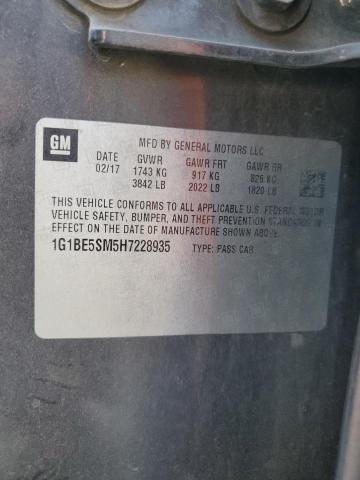 GM
MFD BY GENERAL MOTORS LLC
DATE GVWR GAWR FRT GAWR RR
02/17 1743 KG 917 KG 826 KG
3842 LB 2022 LB 1820 LB
THIS VEHICLE CONFORMS TO ALL APPLICABLE U.S. FEDERAL MOTOR
VEHICLE SAFETY, BUMPER, AND THEFT PREVENTION STANDARDS IN
EFFECT ON THE DATE OF MANUFACTURE SHOWN ABOVE.
1G1BE5SM5H7228935 TYPE: PASS CAR